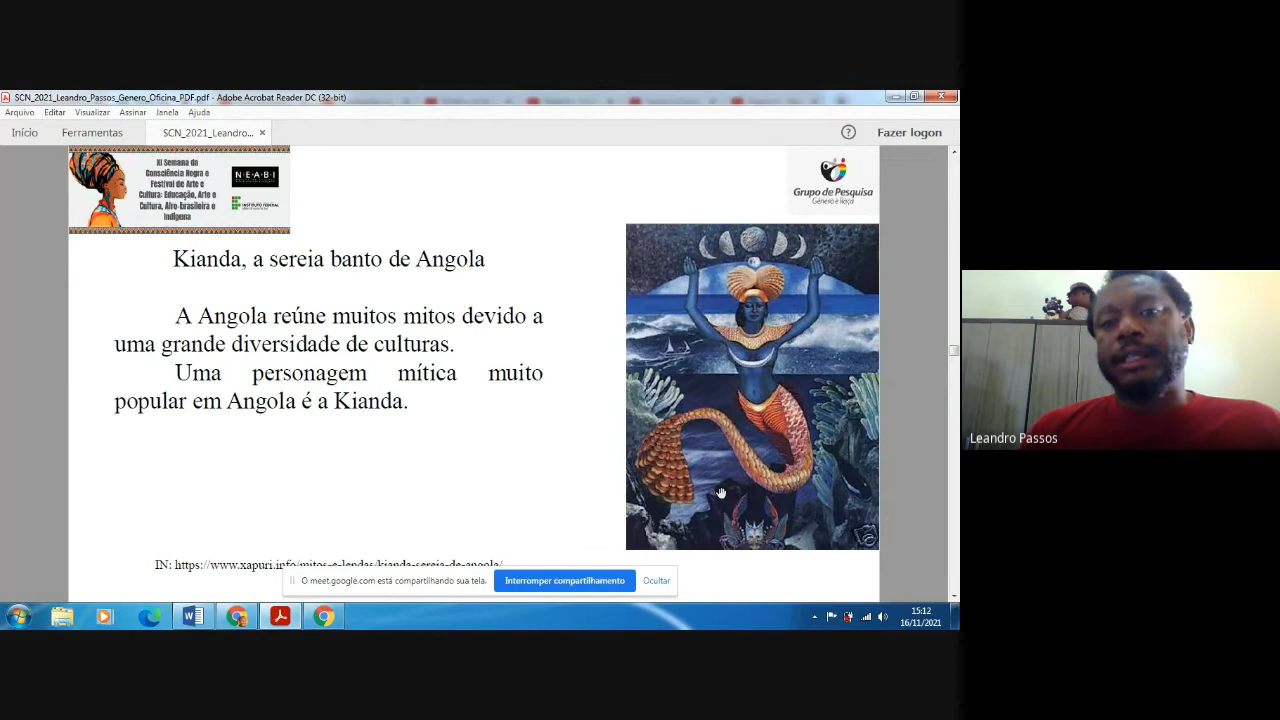 SCN_2021_Leandro_Passos_Genero_Oficina_PDF.pdf - Adobe Acrobat Reader DC (32-bit)
Arquivo Editar Visualizar Assinar Janela Ajuda
Início Ferramentas SCN_2021_Leandro... × ? Fazer logon
XI Semana da
Consciência Negra e
Festival de Arte e
Cultura: Educação, Arte e
Cultura, Afro-brasileira e
Indígena
NEABI
INSTITUTO FEDERAL
Grupo de Pesquisa
Gênero e Raça
Kianda, a sereia banto de Angola
A Angola reúne muitos mitos devido a
uma grande diversidade de culturas.
Uma personagem mítica muito
popular em Angola é a Kianda.
IN: https://www.xapuri.info/mitos-e-lendas/kianda-sereia-de-angola/
O meet.google.com está compartilhando sua tela. Interromper compartilhamento Ocultar
Leandro Passos
15:12
16/11/2021